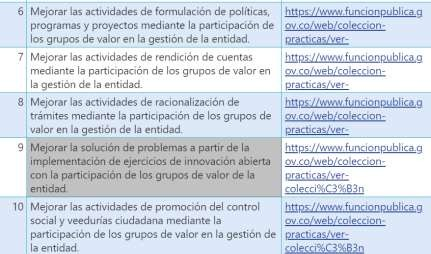 6 Mejorar las actividades de formulación de políticas, https://www.funcionpublica.g
programas y proyectos mediante la participación de ov.co/web/coleccion-
los grupos de valor en la gestión de la entidad. practicas/ver-
7 Mejorar las actividades de rendición de cuentas https://www.funcionpublica.g
mediante la participación de los grupos de valor en ov.co/web/coleccion-
la gestión de la entidad. practicas/ver-
8 Mejorar las actividades de racionalización de https://www.funcionpublica.g
trámites mediante la participación de los grupos de ov.co/web/coleccion-
valor en la gestión de la entidad. practicas/ver-
9 Mejorar la solución de problemas a partir de la https://www.funcionpublica.g
implementación de ejercicios de innovación abierta ov.co/web/coleccion-
con la participación de los grupos de valor de la practicas/ver-
entidad. colecci%C3%B3n
10 Mejorar las actividades de promoción del control https://www.funcionpublica.g
social y veedurías ciudadana mediante la ov.co/web/coleccion-
participación de los grupos de valor en la gestión de practicas/ver-
la entidad. colecci%C3%B3n